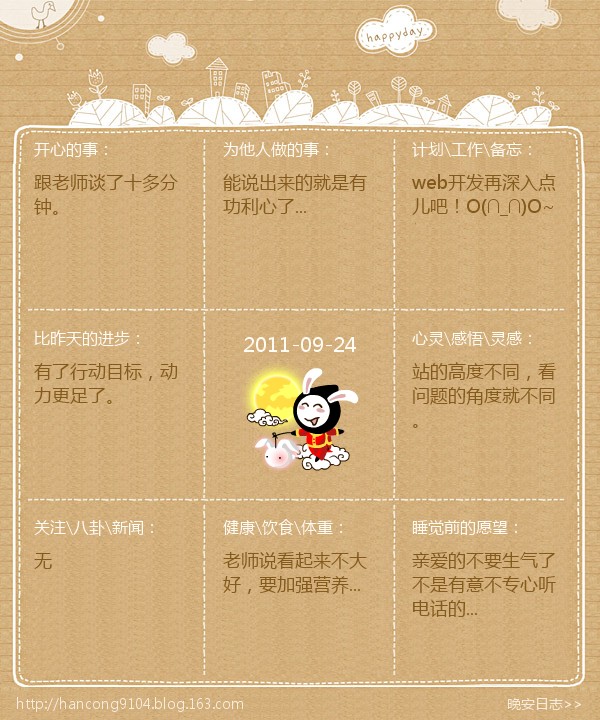 happyday
开心的事：
跟老师谈了十多分
钟。
为他人做的事：
能说出来的就是有
功利心了...
计划\工作\备忘：
web开发再深入点
儿吧！O(∩_∩)O~
比昨天的进步：
有了行动目标，动
力更足了。
2011-09-24
心灵\感悟\灵感：
站的高度不同，看
问题的角度就不同
。
关注\八卦\新闻：
无
健康\饮食\体重：
老师说看起来不大
好，要加强营养...
睡觉前的愿望：
亲爱的不要生气了
不是有意不专心听
电话的...
http://hancong9104.blog.163.com
晚安日志>>